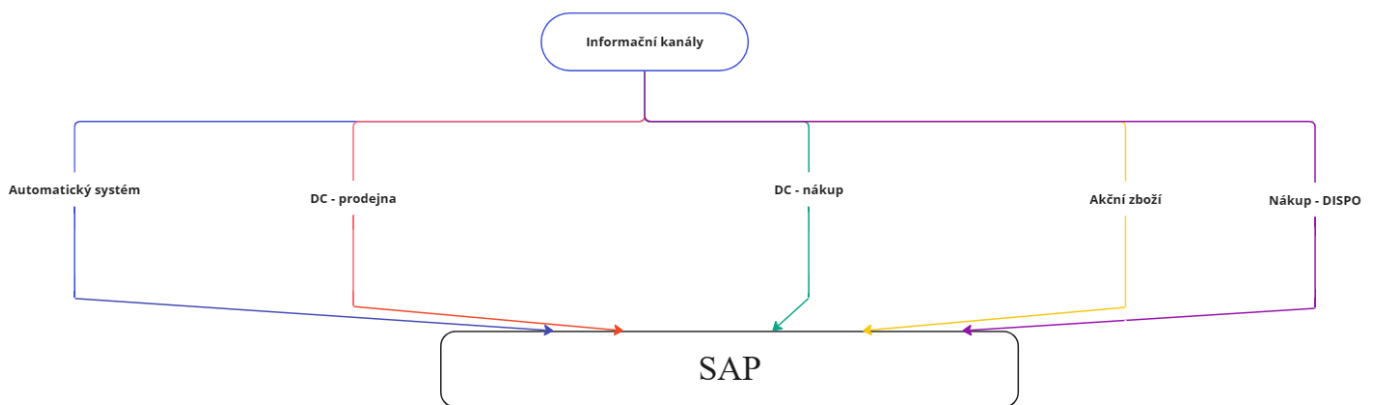 Informační kanály
Automatický systém
DC - prodejna
DC - nákup
Akční zboží
Nákup - DISPO
SAP